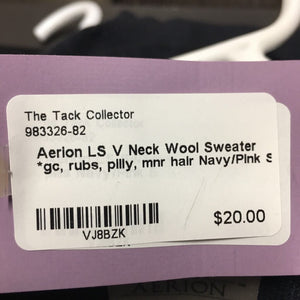 The Tack Collector
983326-82
Aerion LS V Neck Wool Sweater
*gc, rubs, pilly, mnr hair Navy/Pink S
VJ8BZK
$20.00
AERION